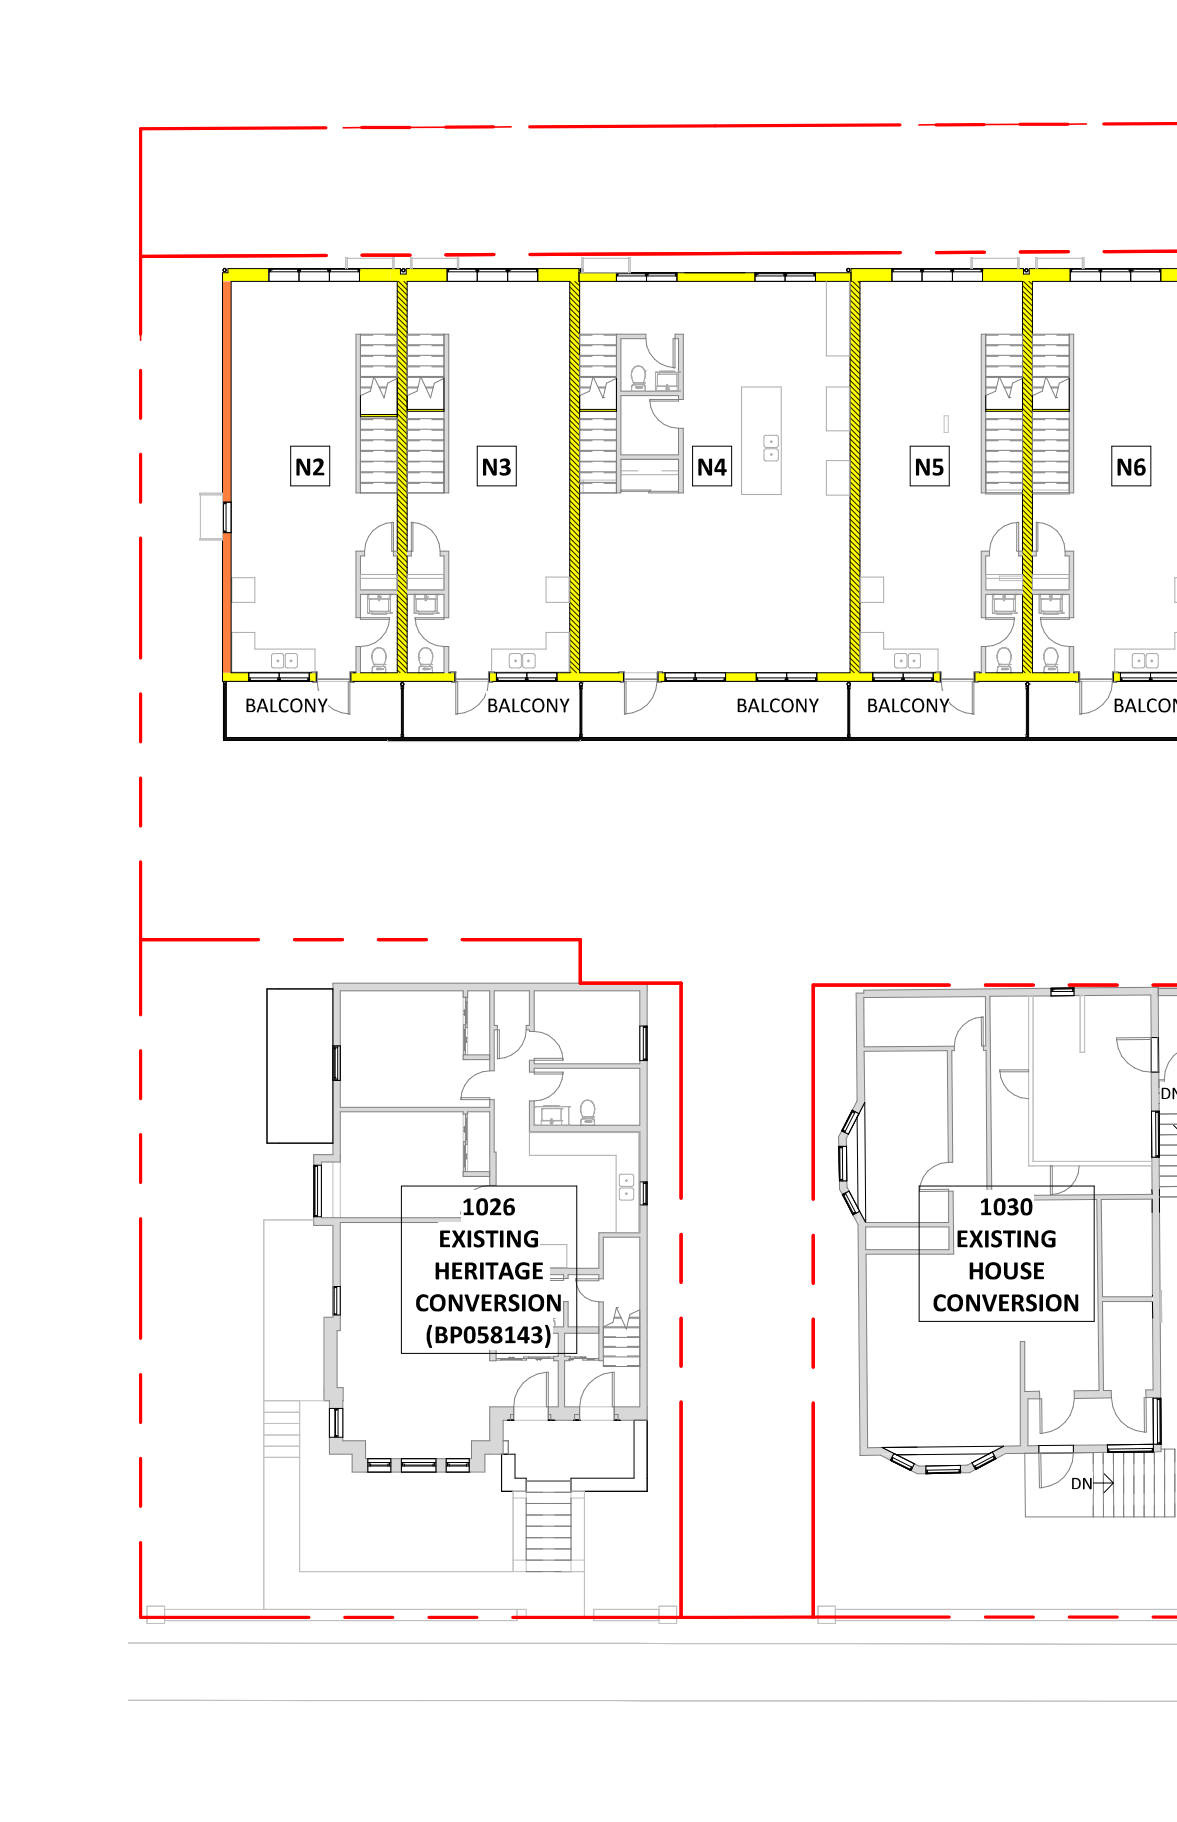 N2
N3
N4
N5
N6
BALCONY
BALCONY
BALCONY
BALCONY
DN
1026
EXISTING
HERITAGE
CONVERSION
(BP058143)
1030
EXISTING
HOUSE
CONVERSION
DN